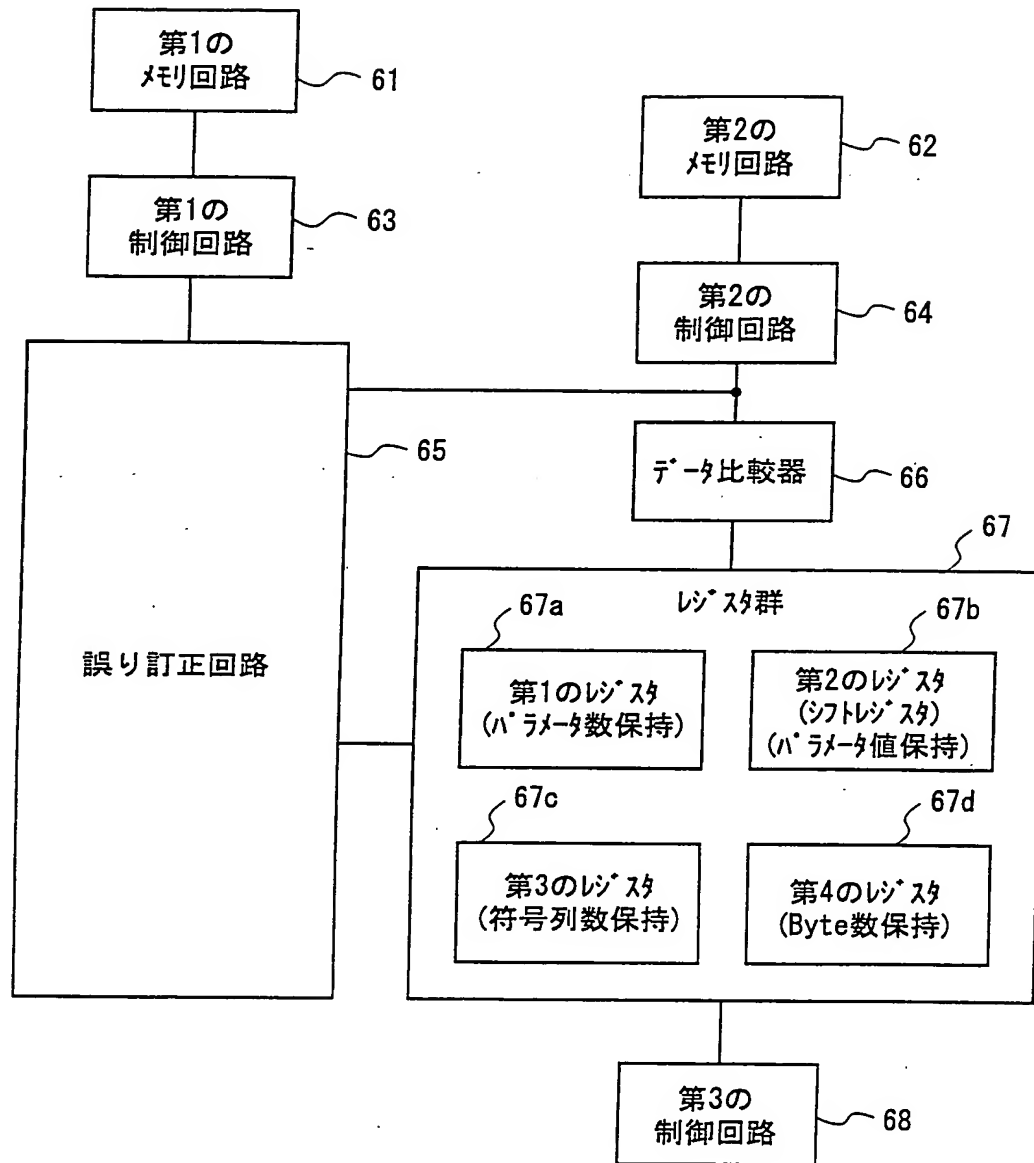 第1の
ﾒﾓﾘ回路
61
第2の
ﾒﾓﾘ回路
62
第1の
制御回路
63
第2の
制御回路
64
65
ﾃﾞｰﾀ比較器
66
67
ﾚｼﾞｽﾀ群
67a
67b
誤り訂正回路
第1のﾚｼﾞｽﾀ
(ﾊﾟﾗﾒｰﾀ数保持)
第2のﾚｼﾞｽﾀ
(ｼﾌﾄﾚｼﾞｽﾀ)
(ﾊﾟﾗﾒｰﾀ値保持)
67c
67d
第3のﾚｼﾞｽﾀ
(符号列数保持)
第4のﾚｼﾞｽﾀ
(Byte数保持)
第3の
制御回路
68